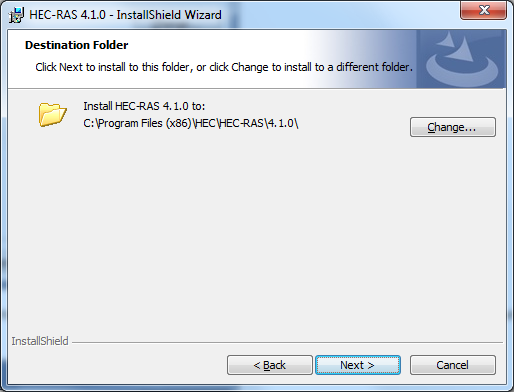 HEC-RAS 4.1.0 - InstallShield Wizard
Destination Folder
Click Next to install to this folder, or click Change to install to a different folder.
Install HEC-RAS 4.1.0 to:
C:\Program Files (x86)\HEC\HEC-RAS\4.1.0\
Change...
InstallShield
< Back
Next >
Cancel